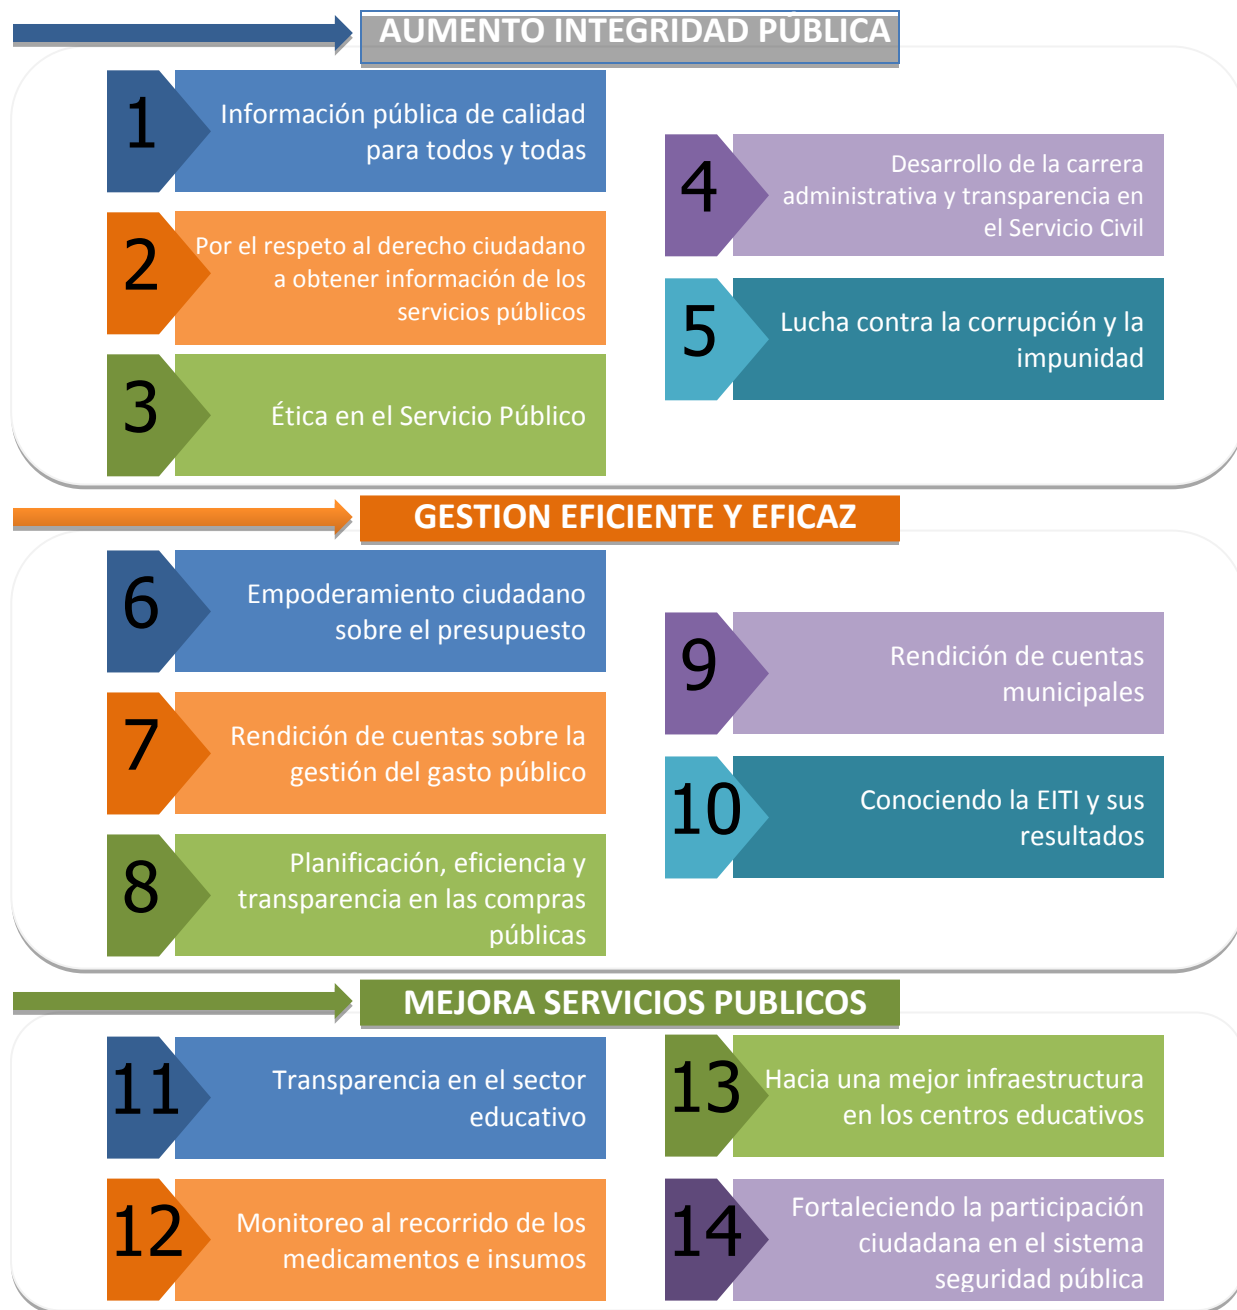 AUMENTO INTEGRIDAD PÚBLICA
1
Información pública de calidad
para todos y todas
2
Por el respeto al derecho ciudadano
a obtener información de los
servicios públicos
3
Ética en el Servicio Público
4
Desarrollo de la carrera
administrativa y transparencia en
el Servicio Civil
5
Lucha contra la corrupción y la
impunidad
GESTION EFICIENTE Y EFICAZ
6
Empoderamiento ciudadano
sobre el presupuesto
7
Rendición de cuentas sobre la
gestión del gasto público
8
Planificación, eficiencia y
transparencia en las compras
públicas
9
Rendición de cuentas
municipales
10
Conociendo la EITI y sus
resultados
MEJORA SERVICIOS PUBLICOS
11
Transparencia en el sector
educativo
12
Monitoreo al recorrido de los
medicamentos e insumos
13
Hacia una mejor infraestructura
en los centros educativos
14
Fortaleciendo la participación
ciudadana en el sistema
seguridad pública